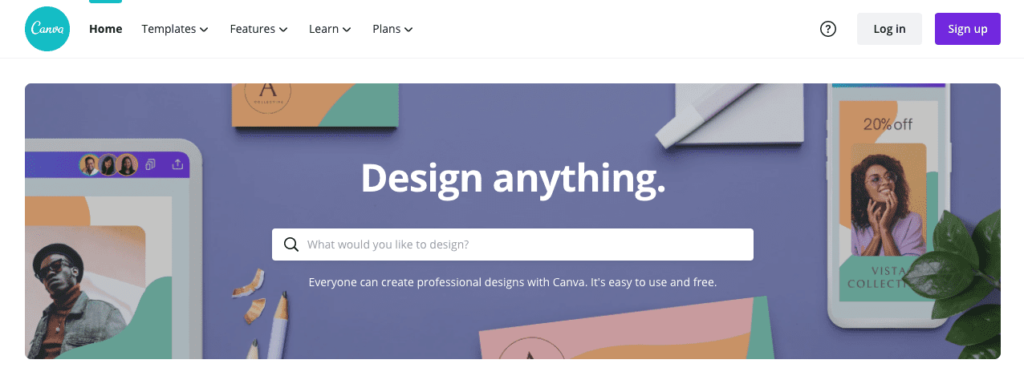 Canva
Home
Templates
Features
Learn
Plans
?
Log in
Sign up
A
COLLECTIVE
20% off
Design anything.
What would you like to design?
Everyone can create professional designs with Canva. It's easy to use and free.
VISTA
COLLECTI
A